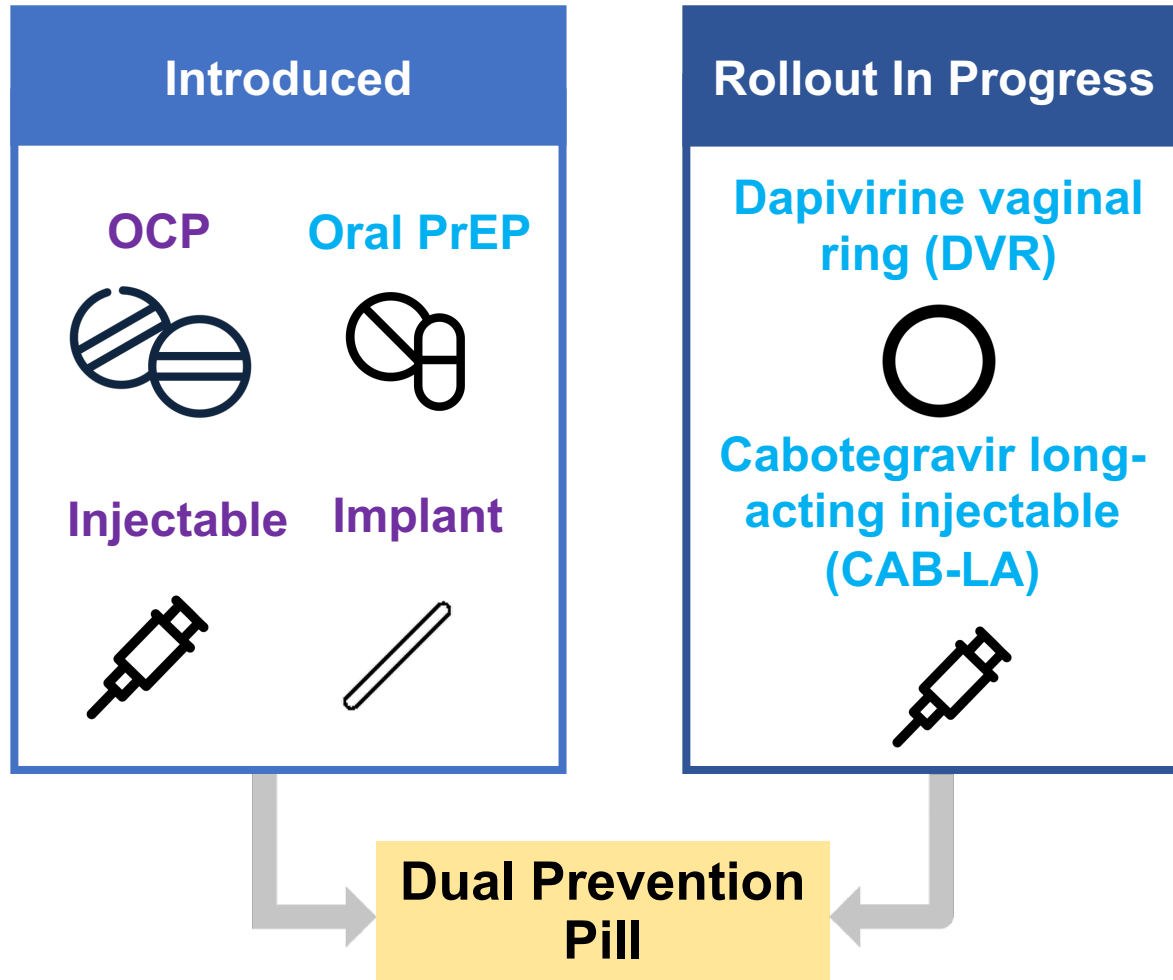 Introduced
OCP
Oral PrEP
Injectable
Implant
Rollout In Progress
Dapivirine vaginal
ring (DVR)
Cabotegravir long-
acting injectable
(CAB-LA)
Dual Prevention
Pill